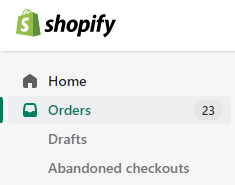 shopify
Home
Orders 23
Drafts
Abandoned checkouts